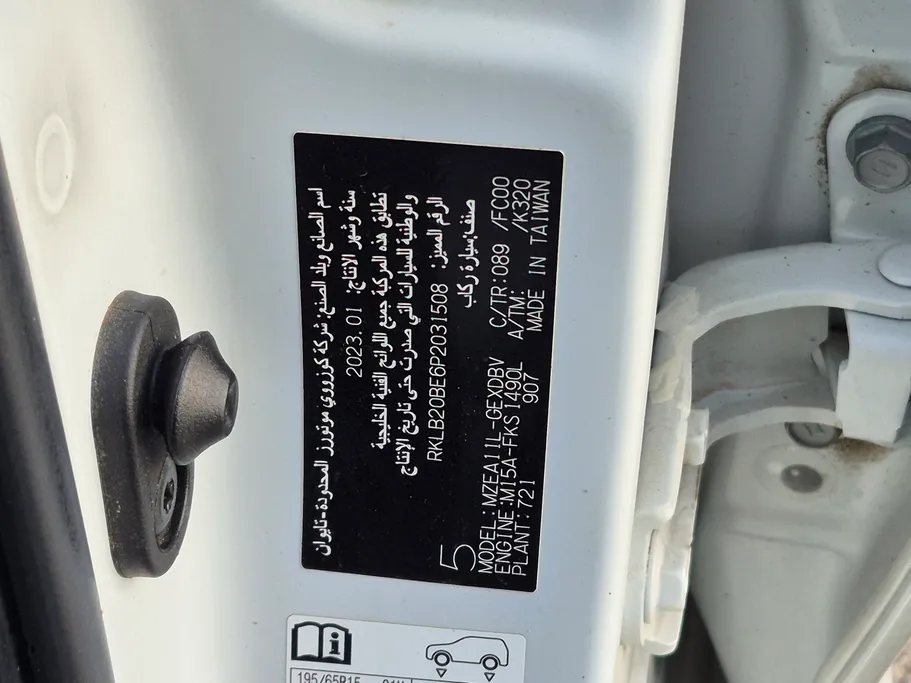 اسم الصانع وبلد الصنع: شركة كوزروي موتورز المحدودة-تايوان
سنة وشهر الانتاج: 2023.01
تطابق هذه المركبة جميع اللوائح الفنية الخليجية
والوطنية للسيارات التي صدرت حتى تاريخ الإنتاج
الرقم المميز: RKLB20BE6P2031508
صنف:سيارة ركاب
5
MODEL:MZEA11L-GEXDBV C/TR:089 /FC00
ENGINE:M15A-FKS1490L A/TM: /K320
PLANT:721 907 MADE IN TAIWAN
195/65R15